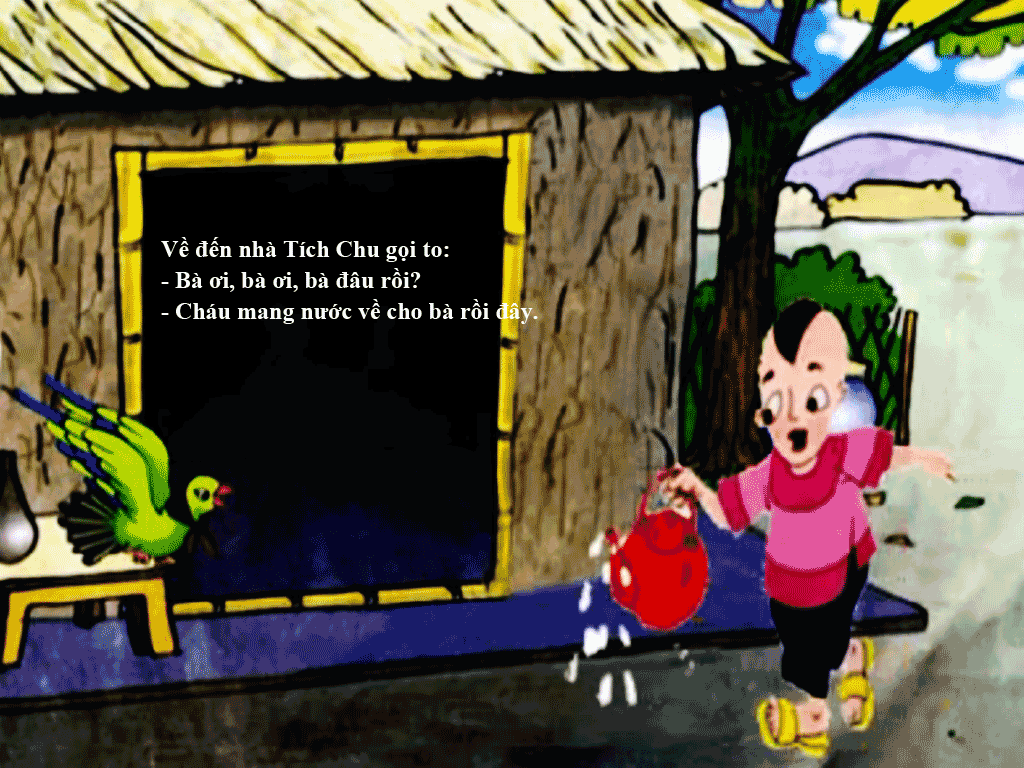 Về đến nhà Tích Chu gọi to:
- Bà ơi, bà ơi, bà đâu rồi?
- Cháu mang nước về cho bà rồi đây.